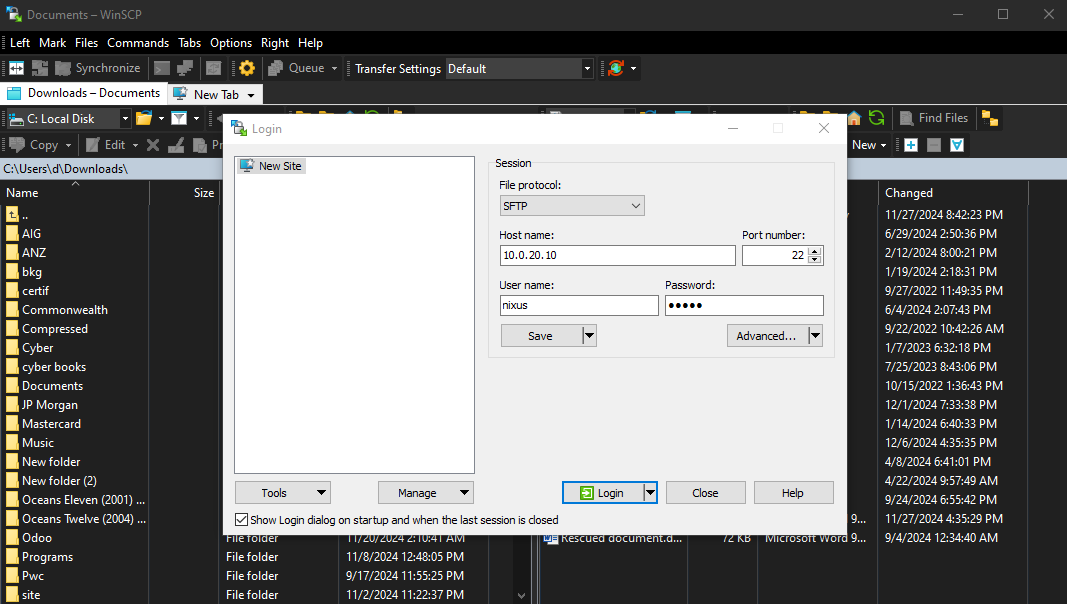 Documents – WinSCP
Left Mark Files Commands Tabs Options Right Help
Synchronize Queue Transfer Settings Default
Downloads – Documents New Tab
C: Local Disk Find Files
Copy Edit New
C:\Users\d\Downloads\
Name Size Changed
..
AIG
ANZ
bkg
certif
Commonwealth
Compressed
Cyber
cyber books
Documents
JP Morgan
Mastercard
Music
New folder
New folder (2)
Oceans Eleven (2001) ...
Oceans Twelve (2004) ...
Odoo File folder 11/20/2024 2:10:41 AM
Programs File folder 11/8/2024 12:48:05 PM
Pwc File folder 9/17/2024 11:55:25 PM
site File folder 11/2/2024 11:22:37 PM
Login
New Site
Session
File protocol:
SFTP
Host name: Port number:
10.0.20.10 22
User name: Password:
nixus ●●●●●
Save Advanced...
Tools Manage Login Close Help
Show Login dialog on startup and when the last session is closed
11/27/2024 8:42:23 PM
6/29/2024 2:50:36 PM
2/12/2024 8:00:21 PM
1/19/2024 2:18:31 PM
9/27/2022 11:49:35 PM
6/4/2024 2:07:43 PM
9/22/2022 10:42:26 AM
1/7/2023 6:32:18 PM
7/25/2023 8:43:06 PM
10/15/2022 1:36:43 PM
12/1/2024 7:33:38 PM
1/14/2024 6:40:33 PM
12/6/2024 4:35:35 PM
4/8/2024 6:41:01 PM
4/22/2024 9:57:49 AM
9/24/2024 6:55:42 PM
9... 11/27/2024 4:35:29 PM
Rescued document.d... 72 KB Microsoft Word 9... 9/4/2024 12:34:40 AM